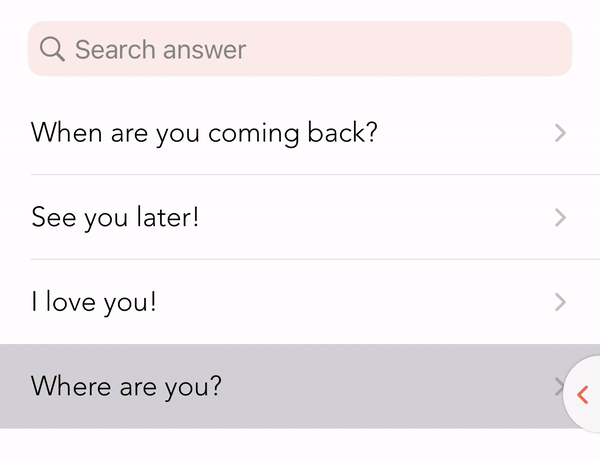 Search answer
When are you coming back?
See you later!
I love you!
Where are you?